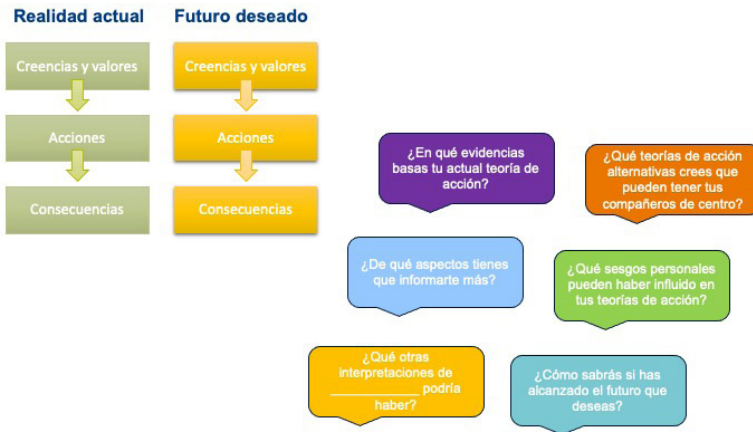 Realidad actual
Futuro deseado
Creencias y valores
Creencias y valores
Acciones
Acciones
Consecuencias
Consecuencias
¿En qué evidencias
basas tu actual teoría de
acción?
¿Qué teorías de acción
alternativas crees que
pueden tener tus
compañeros de centro?
¿De qué aspectos tienes
que informarte más?
¿Qué sesgos personales
pueden haber influido en
tus teorías de acción?
¿Qué otras
interpretaciones de
____________ podría
haber?
¿Cómo sabrás si has
alcanzado el futuro que
deseas?